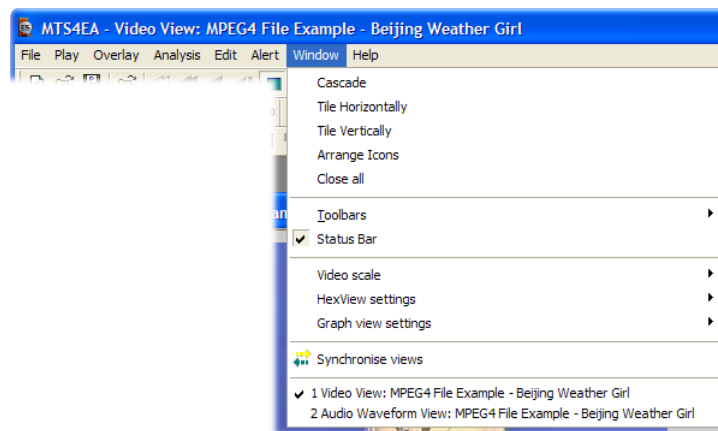 MTS4EA - Video View: MPEG4 File Example - Beijing Weather Girl
File Play Overlay Analysis Edit Alert Window Help
Cascade
Tile Horizontally
Tile Vertically
Arrange Icons
Close all
Toolbars
Status Bar
Video scale
HexView settings
Graph view settings
Synchronise views
1 Video View: MPEG4 File Example - Beijing Weather Girl
2 Audio Waveform View: MPEG4 File Example - Beijing Weather Girl